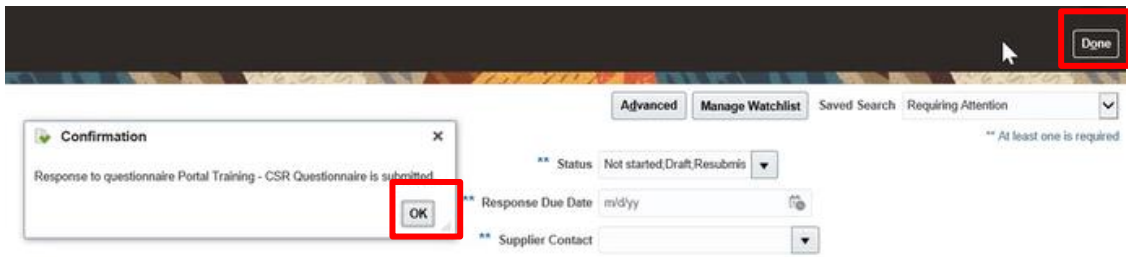 Done
Advanced
Manage Watchlist
Saved Search Requiring Attention
** At least one is required
Confirmation
Response to questionnaire Portal Training - CSR Questionnaire is submitted.
OK
** Status Not started;Draft;Resubmis
** Response Due Date m/d/yy
** Supplier Contact